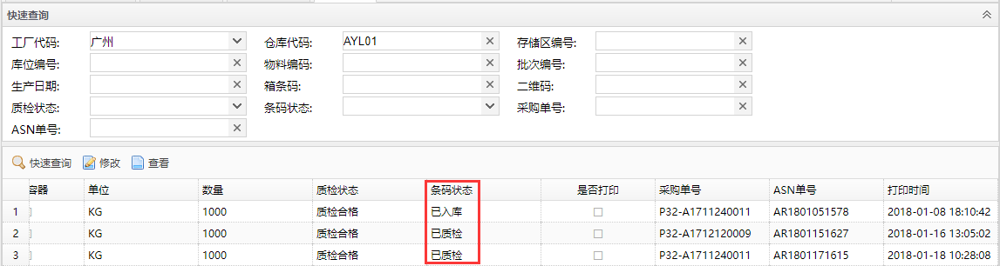 快速查询
工厂代码: 广州 仓库代码: AYL01 存储区编号:
库位编号: 物料编码: 批次编号:
生产日期: 箱条码: 二维码:
质检状态: 条码状态: 采购单号:
ASN单号:
快速查询 修改 查看
容器 单位 数量 质检状态 条码状态 是否打印 采购单号 ASN单号 打印时间
1 KG 1000 质检合格 已入库 P32-A1711240011 AR1801051578 2018-01-08 18:10:42
2 KG 1000 质检合格 已质检 P32-A1712120009 AR1801151627 2018-01-16 13:05:02
3 KG 1000 质检合格 已质检 P32-A1711240011 AR1801171615 2018-01-18 10:28:08